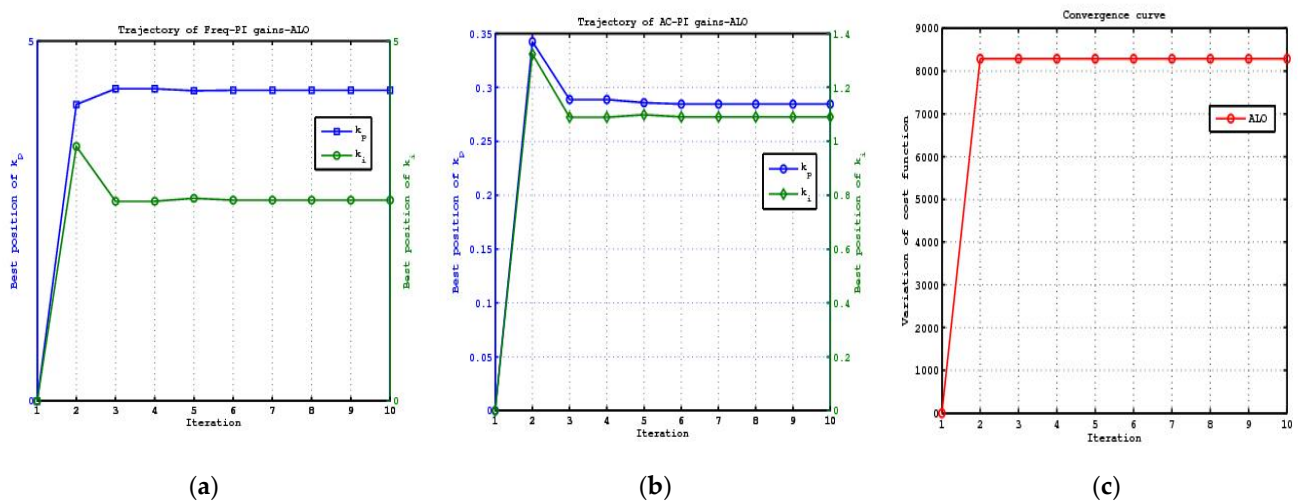 Trajectory of Freq-PI gains-ALO
5
5
k_p
k_i
Best position of k_p
Best position of k_i
0
1 2 3 4 5 6 7 8 9 10
Iteration
(a)
Trajectory of AC-PI gains-ALO
0.35
0.3
0.25
0.2
0.15
0.1
0.05
0
1.4
1.2
1
0.8
0.6
0.4
0.2
0
k_p
k_i
Best position of k_p
Best position of k_i
1 2 3 4 5 6 7 8 9 10
Iteration
(b)
Convergence curve
9000
8000
7000
6000
5000
4000
3000
2000
1000
0
ALO
Variation of cost function
1 2 3 4 5 6 7 8 9 10
Iteration
(c)